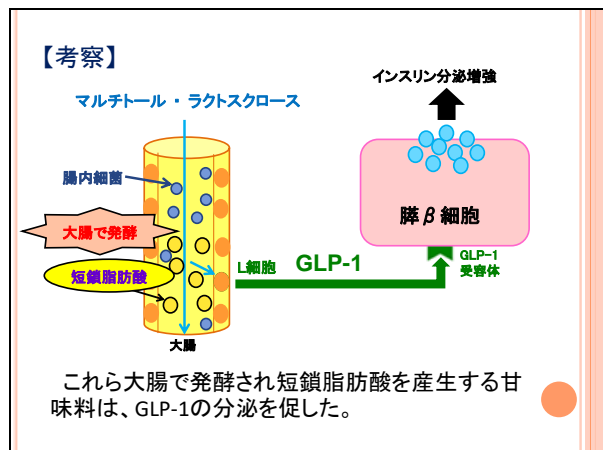 【考察】
インスリン分泌増強
マルチトール ・ ラクトスクロース
腸内細菌
膵β細胞
大腸で発酵
短鎖脂肪酸
L細胞
GLP-1
GLP-1
受容体
大腸
これら大腸で発酵され短鎖脂肪酸を産生する甘
味料は、GLP-1の分泌を促した。